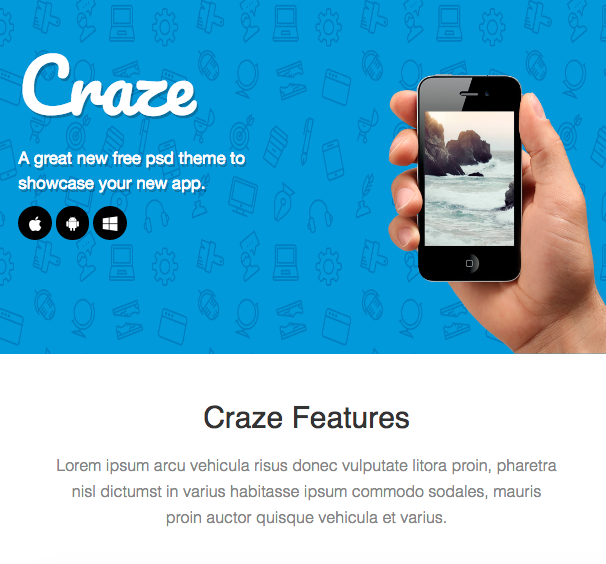 Craze
A great new free psd theme to
showcase your new app.
Craze Features
Lorem ipsum arcu vehicula risus donec vulputate litora proin, pharetra
nisl dictumst in varius habitasse ipsum commodo sodales, mauris
proin auctor quisque vehicula et varius.